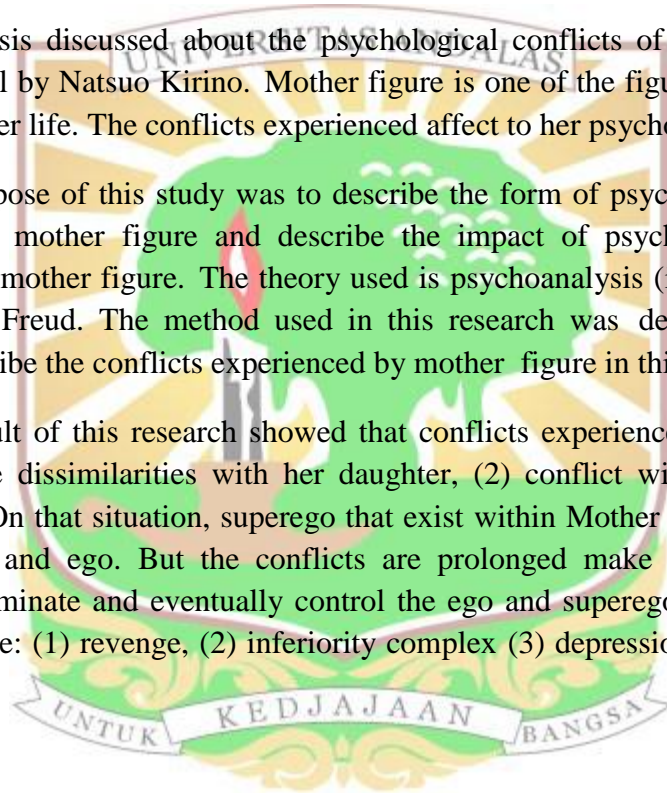 sis discussed about the psychological conflicts of
UNIVERSITAS ANDALAS
l by Natsuo Kirino. Mother figure is one of the figu
er life. The conflicts experienced affect to her psycho
pose of this study was to describe the form of psyc
mother figure and describe the impact of psych
mother figure. The theory used is psychoanalysis (
Freud. The method used in this research was de
ibe the conflicts experienced by mother figure in thi
ult of this research showed that conflicts experience
e dissimilarities with her daughter, (2) conflict wi
On that situation, superego that exist within Mother
and ego. But the conflicts are prolonged make
minate and eventually control the ego and superego
e: (1) revenge, (2) inferiority complex (3) depressio
UNTUK KEDJAJAAN BANGSA